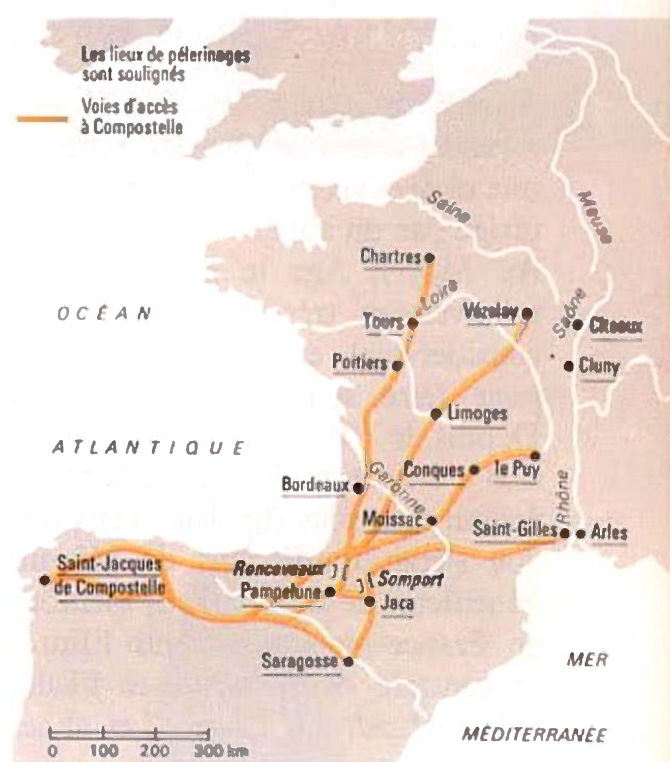 Les lieux de pélerinages
sont soulignés
Voies d'accès
à Compostelle
Seine
Meuse
Chartres
OCÉAN
Loire
Tours
Vézelay
Saône
Cîteaux
Poitiers
Cluny
Limoges
ATLANTIQUE
Garonne
Conques
le Puy
Bordeaux
Moissac
Rhône
Saint-Gilles
Arles
Saint-Jacques
de Compostelle
Roncevaux
Somport
Pampelune
Jaca
Saragosse
MER
MÉDITERRANÉE
0 100 200 300 km